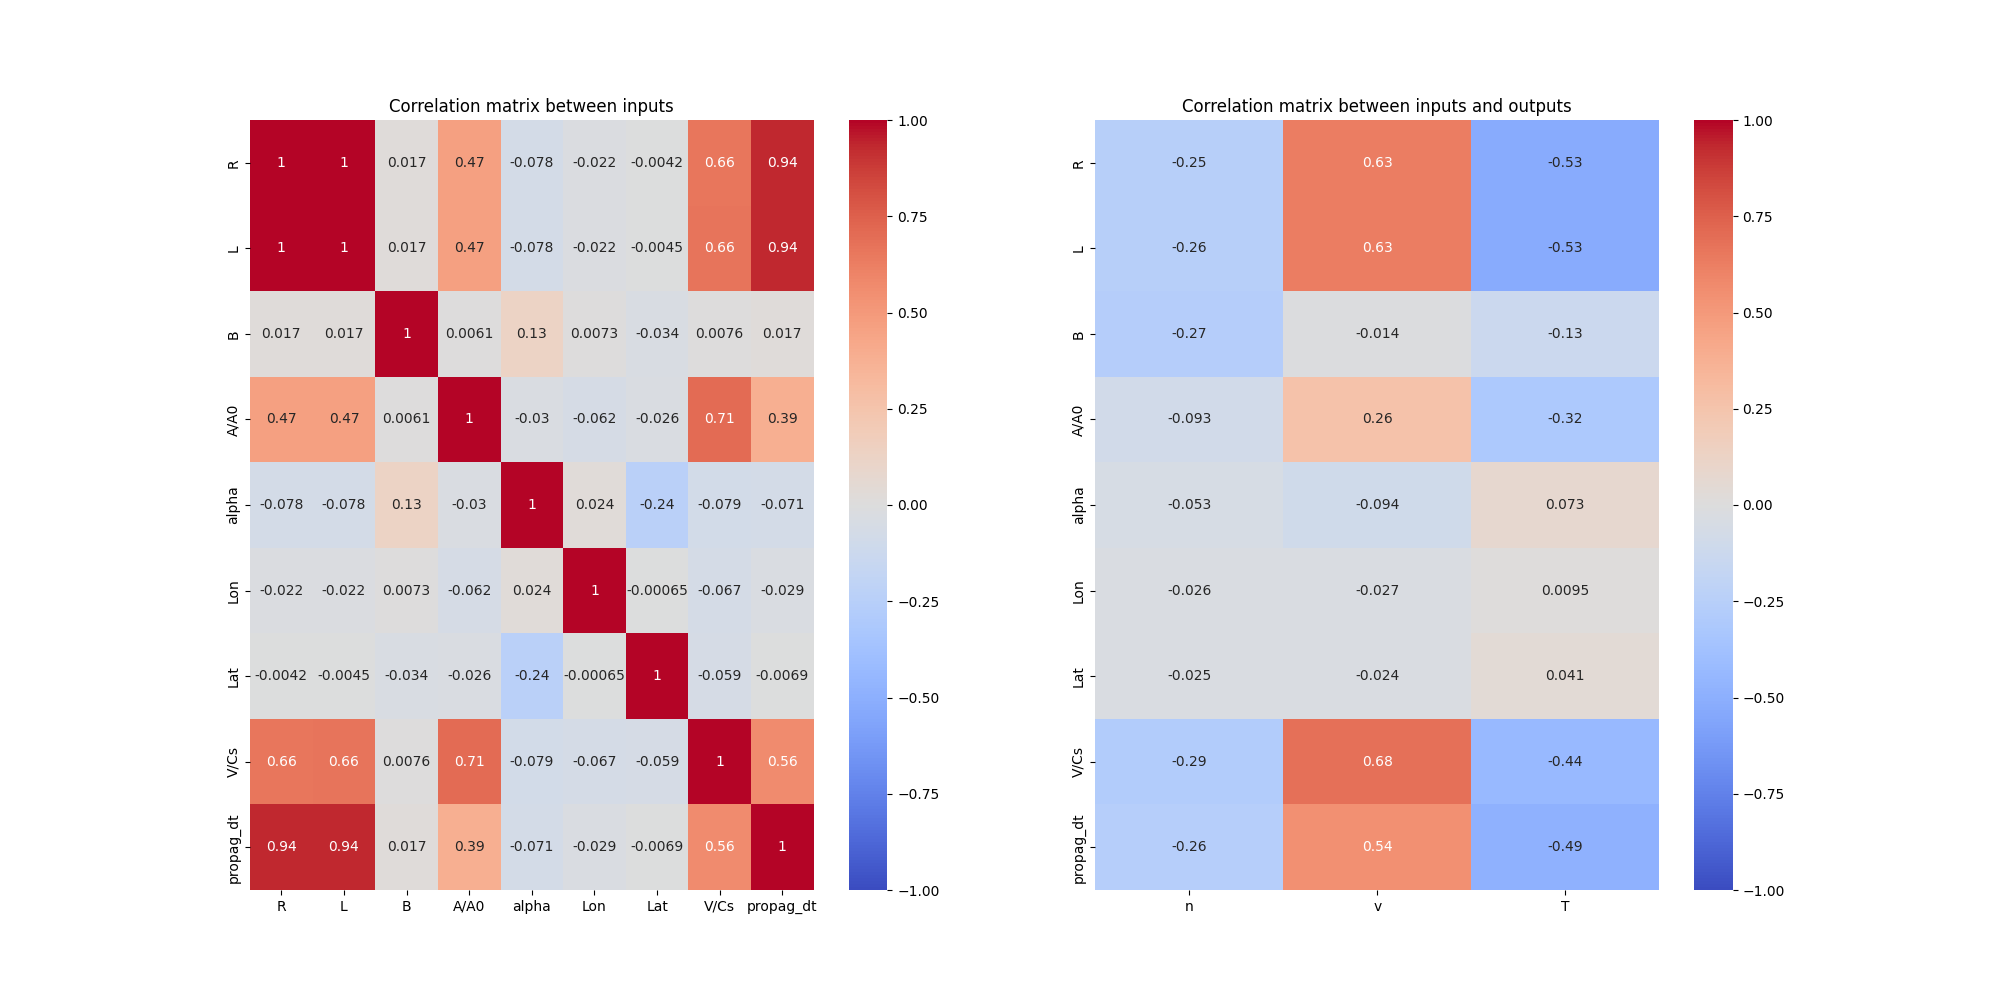 Correlation matrix between inputs
R 1 1 0.017 0.47 -0.078 -0.022 -0.0042 0.66 0.94
L 1 1 0.017 0.47 -0.078 -0.022 -0.0045 0.66 0.94
B 0.017 0.017 1 0.0061 0.13 0.0073 -0.034 0.0076 0.017
A/A0 0.47 0.47 0.0061 1 -0.03 -0.062 -0.026 0.71 0.39
alpha -0.078 -0.078 0.13 -0.03 1 0.024 -0.24 -0.079 -0.071
Lon -0.022 -0.022 0.0073 -0.062 0.024 1 -0.00065 -0.067 -0.029
Lat -0.0042 -0.0045 -0.034 -0.026 -0.24 -0.00065 1 -0.059 -0.0069
V/Cs 0.66 0.66 0.0076 0.71 -0.079 -0.067 -0.059 1 0.56
propag_dt 0.94 0.94 0.017 0.39 -0.071 -0.029 -0.0069 0.56 1
R L B A/A0 alpha Lon Lat V/Cs propag_dt
1.00
0.75
0.50
0.25
0.00
−0.25
−0.50
−0.75
−1.00
Correlation matrix between inputs and outputs
R -0.25 0.63 -0.53
L -0.26 0.63 -0.53
B -0.27 -0.014 -0.13
A/A0 -0.093 0.26 -0.32
alpha -0.053 -0.094 0.073
Lon -0.026 -0.027 0.0095
Lat -0.025 -0.024 0.041
V/Cs -0.29 0.68 -0.44
propag_dt -0.26 0.54 -0.49
n v T
1.00
0.75
0.50
0.25
0.00
−0.25
−0.50
−0.75
−1.00